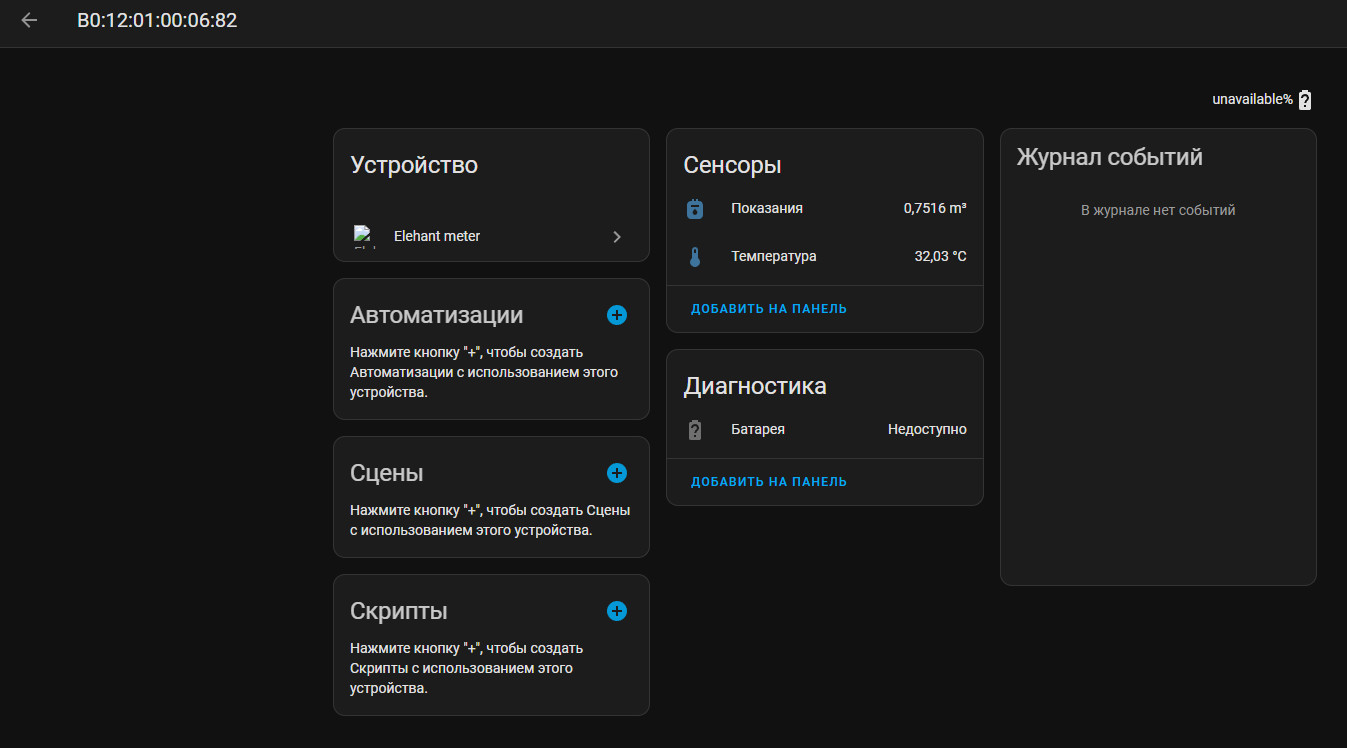 B0:12:01:00:06:82
unavailable%
Устройство
Elehant meter
Автоматизации
Нажмите кнопку "+", чтобы создать
Автоматизации с использованием этого
устройства.
Сцены
Нажмите кнопку "+", чтобы создать Сцены
с использованием этого устройства.
Скрипты
Нажмите кнопку "+", чтобы создать
Скрипты с использованием этого
устройства.
Сенсоры
Показания 0,7516 m³
Температура 32,03 °C
ДОБАВИТЬ НА ПАНЕЛЬ
Диагностика
Батарея Недоступно
ДОБАВИТЬ НА ПАНЕЛЬ
Журнал событий
В журнале нет событий